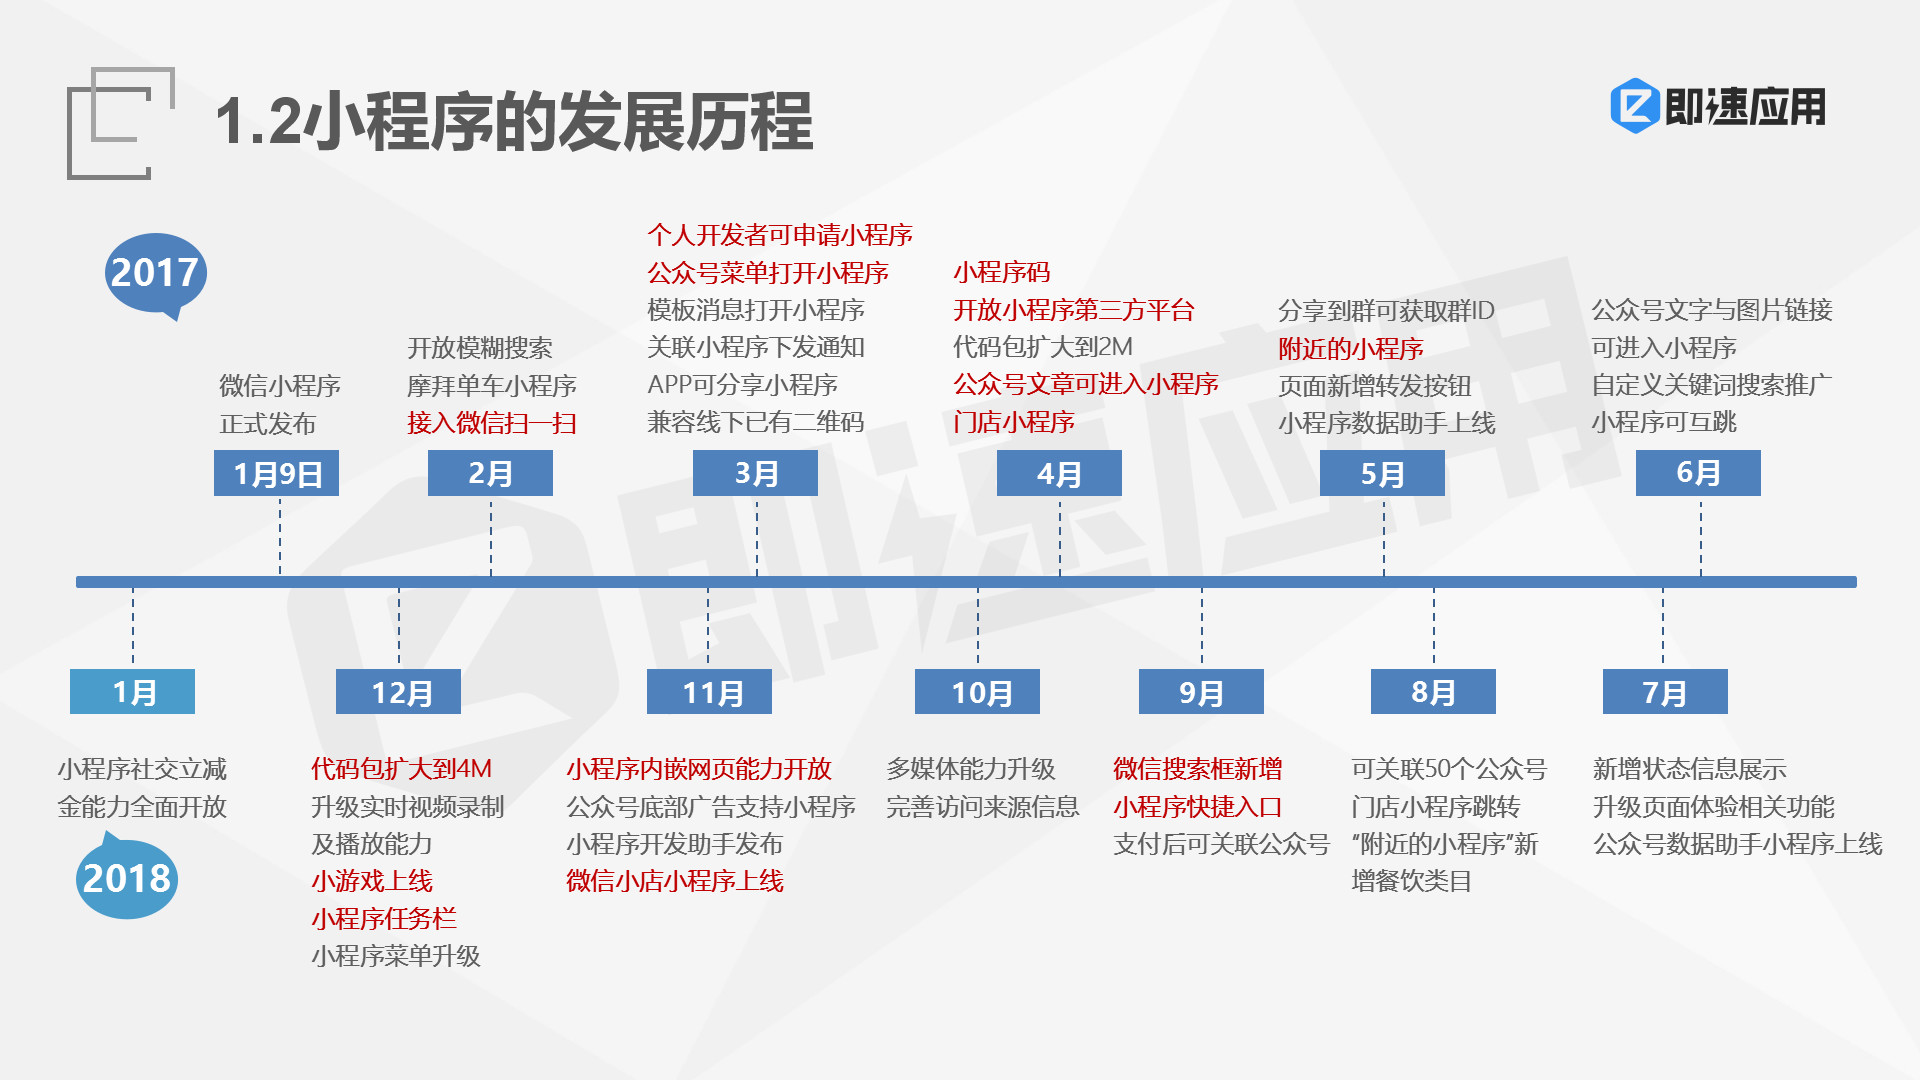 1.2小程序的发展历程
即速应用
2017
微信小程序
正式发布
1月9日
开放模糊搜索
摩拜单车小程序
接入微信扫一扫
2月
个人开发者可申请小程序
公众号菜单打开小程序
模板消息打开小程序
关联小程序下发通知
APP可分享小程序
兼容线下已有二维码
3月
小程序码
开放小程序第三方平台
代码包扩大到2M
公众号文章可进入小程序
门店小程序
4月
分享到群可获取群ID
附近的小程序
页面新增转发按钮
小程序数据助手上线
5月
公众号文字与图片链接
可进入小程序
自定义关键词搜索推广
小程序可互跳
6月
即速应用
1月
小程序社交立减
金能力全面开放
2018
12月
代码包扩大到4M
升级实时视频录制
及播放能力
小游戏上线
小程序任务栏
小程序菜单升级
11月
小程序内嵌网页能力开放
公众号底部广告支持小程序
小程序开发助手发布
微信小店小程序上线
10月
多媒体能力升级
完善访问来源信息
9月
微信搜索框新增
小程序快捷入口
支付后可关联公众号
8月
可关联50个公众号
门店小程序跳转
“附近的小程序”新
增餐饮类目
7月
新增状态信息展示
升级页面体验相关功能
公众号数据助手小程序上线